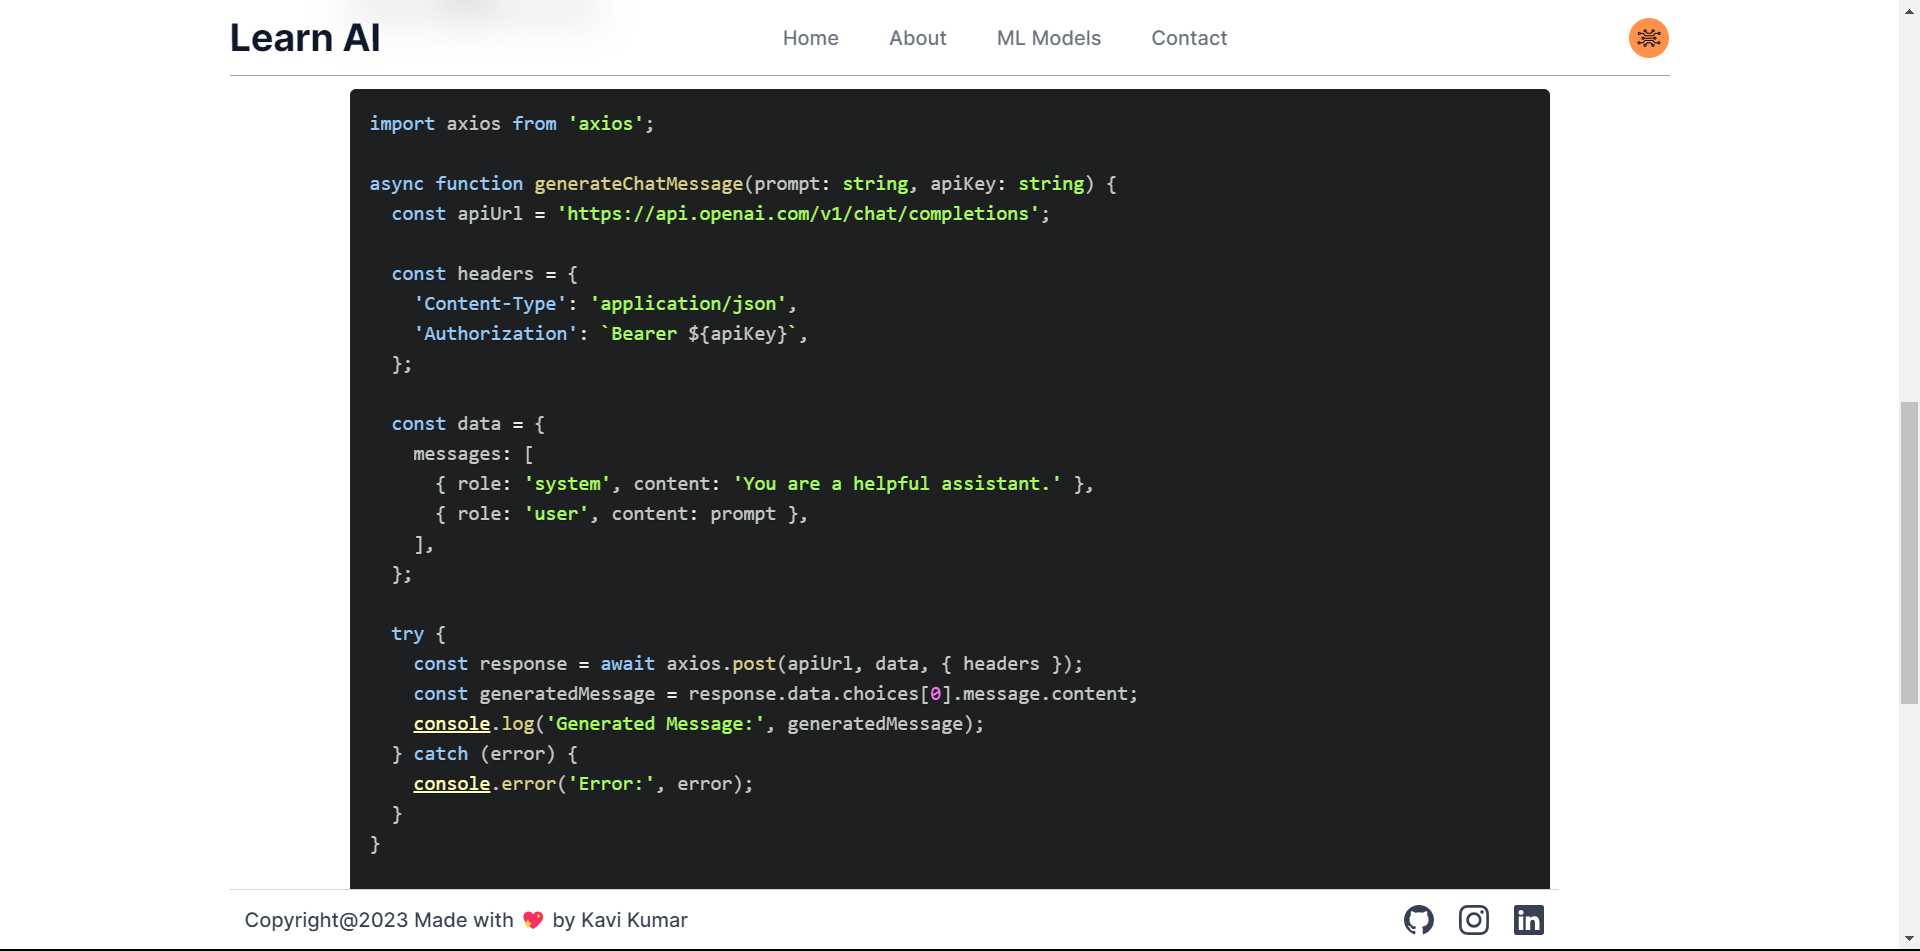 Learn AI
Home About ML Models Contact
import axios from 'axios';
async function generateChatMessage(prompt: string, apiKey: string) {
  const apiUrl = 'https://api.openai.com/v1/chat/completions';
  const headers = {
    'Content-Type': 'application/json',
    'Authorization': `Bearer ${apiKey}`,
  };
  const data = {
    messages: [
      { role: 'system', content: 'You are a helpful assistant.' },
      { role: 'user', content: prompt },
    ],
  };
  try {
    const response = await axios.post(apiUrl, data, { headers });
    const generatedMessage = response.data.choices[0].message.content;
    console.log('Generated Message:', generatedMessage);
  } catch (error) {
    console.error('Error:', error);
  }
}
Copyright@2023 Made with 💖 by Kavi Kumar
in